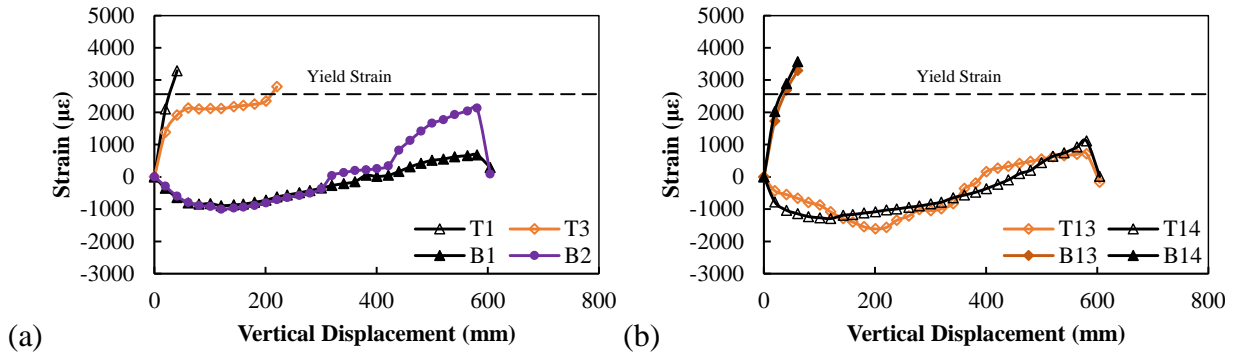 5000
4000
3000
2000
1000
0
-1000
-2000
-3000
Strain (με)
Yield Strain
T1 T3
B1 B2
0 200 400 600 800
Vertical Displacement (mm)
(a)
5000
4000
3000
2000
1000
0
-1000
-2000
-3000
Strain (με)
Yield Strain
T13 T14
B13 B14
0 200 400 600 800
Vertical Displacement (mm)
(b)